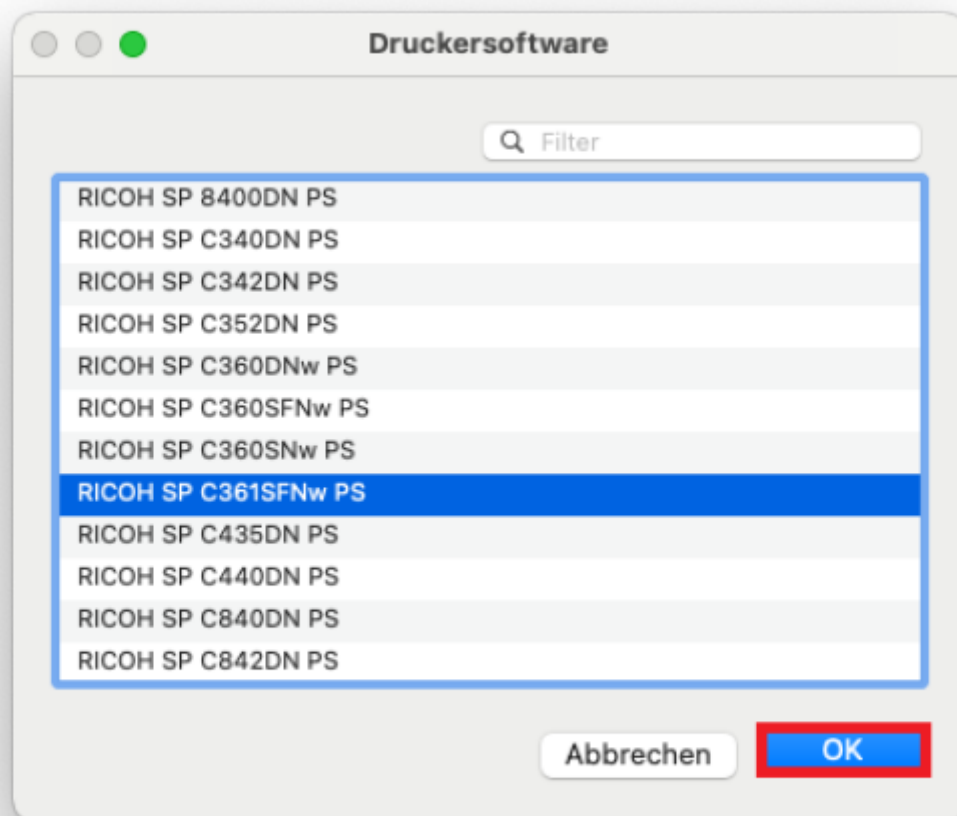 Druckersoftware
Filter
RICOH SP 8400DN PS
RICOH SP C340DN PS
RICOH SP C342DN PS
RICOH SP C352DN PS
RICOH SP C360DNw PS
RICOH SP C360SFNw PS
RICOH SP C360SNw PS
RICOH SP C361SFNw PS
RICOH SP C435DN PS
RICOH SP C440DN PS
RICOH SP C840DN PS
RICOH SP C842DN PS
Abbrechen OK